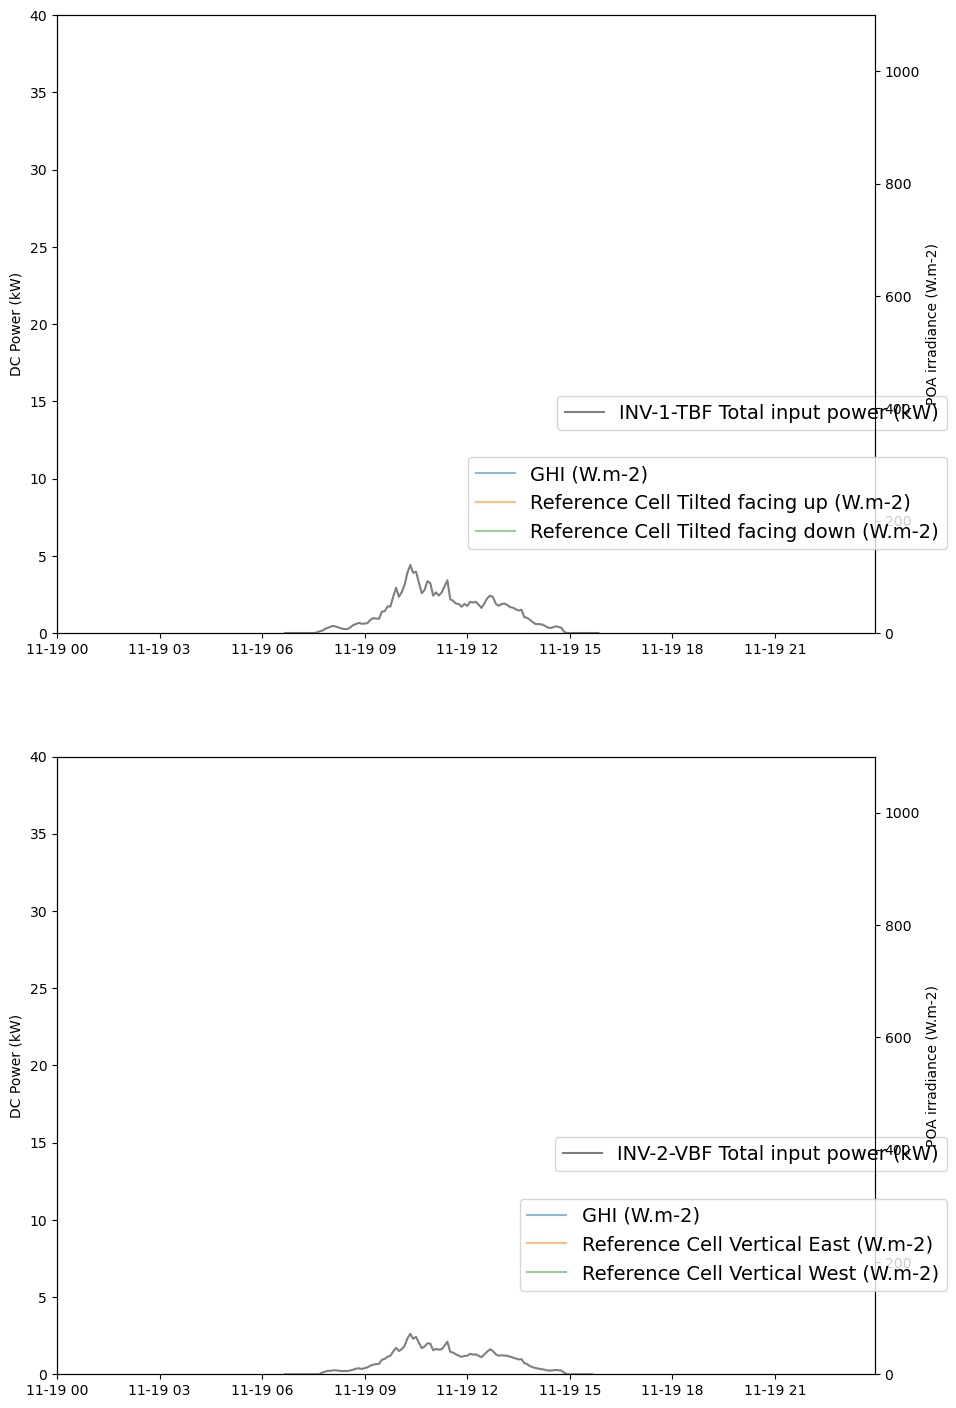 40
35
30
25
20
15
10
5
0
DC Power (kW)
1000
800
600
400
200
0
POA irradiance (W.m-2)
INV-1-TBF Total input power (kW)
GHI (W.m-2)
Reference Cell Tilted facing up (W.m-2)
Reference Cell Tilted facing down (W.m-2)
11-19 00 11-19 03 11-19 06 11-19 09 11-19 12 11-19 15 11-19 18 11-19 21
40
35
30
25
20
15
10
5
0
DC Power (kW)
1000
800
600
400
200
0
POA irradiance (W.m-2)
INV-2-VBF Total input power (kW)
GHI (W.m-2)
Reference Cell Vertical East (W.m-2)
Reference Cell Vertical West (W.m-2)
11-19 00 11-19 03 11-19 06 11-19 09 11-19 12 11-19 15 11-19 18 11-19 21